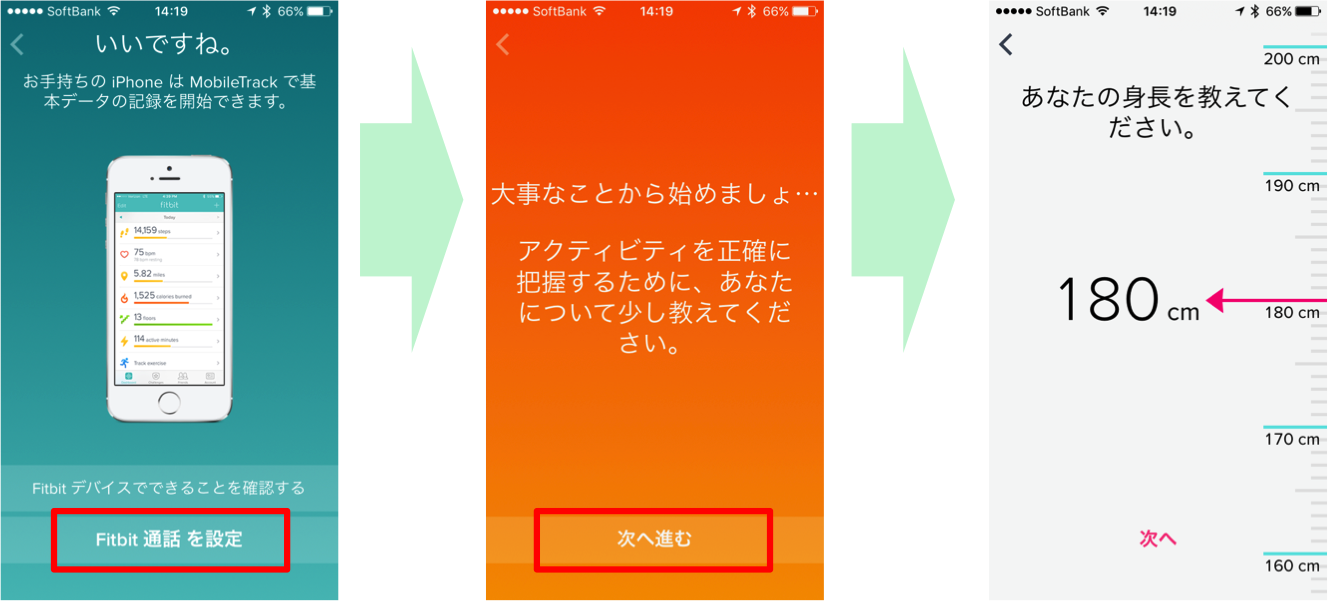 ●●●●● SoftBank 14:19 66%
いいですね。
お手持ちの iPhone は MobileTrack で基
本データの記録を開始できます。
fitbit
Today
14,159 steps
75 bpm
5.82 miles
1,525 calories burned
13 floors
114 active minutes
Track exercise
Fitbit デバイスでできることを確認する
Fitbit 通話 を設定
●●●●● SoftBank 14:19 66%
大事なことから始めましょ…
アクティビティを正確に
把握するために、あなた
について少し教えてくだ
さい。
次へ進む
●●●●● SoftBank 14:19 66%
あなたの身長を教えてく
ださい。
200 cm
190 cm
180 cm
180 cm
170 cm
160 cm
次へ